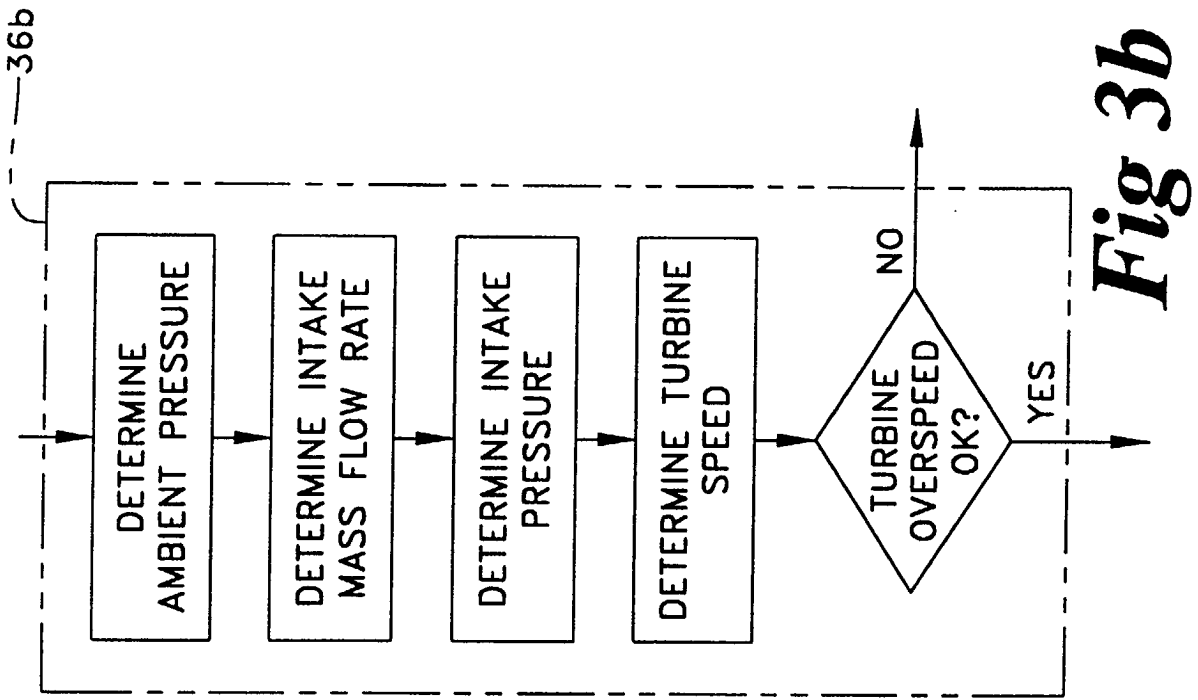 36b
DETERMINE
AMBIENT PRESSURE
DETERMINE INTAKE
MASS FLOW RATE
DETERMINE INTAKE
PRESSURE
DETERMINE TURBINE
SPEED
TURBINE
OVERSPEED
OK?
NO
YES
Fig 3b